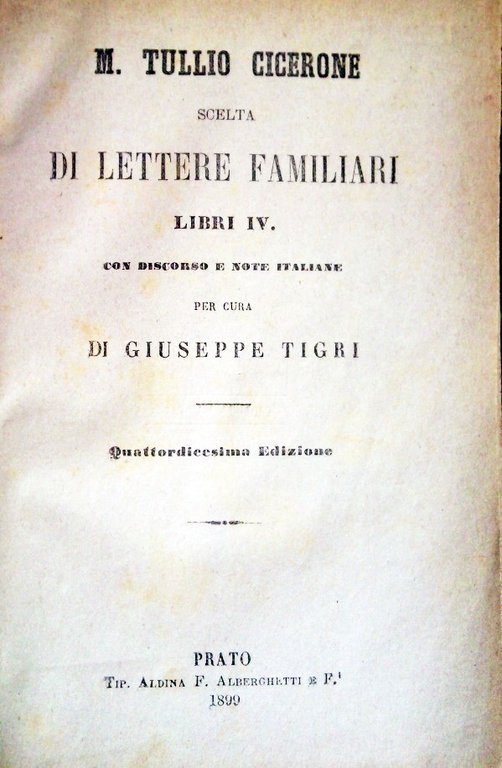 M. TULLIO CICERONE
SCELTA
DI LETTERE FAMILIARI
LIBRI IV.
CON DISCORSO E NOTE ITALIANE
PER CURA
DI GIUSEPPE TIGRI
Quattordicesima Edizione
PRATO
TIP. ALDINA F. ALBERGHETTI E F.i
1899